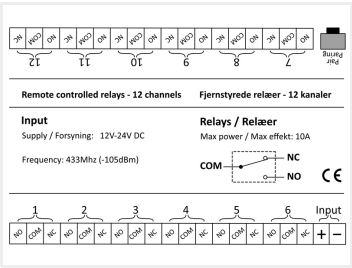 NC COM NO NC COM NO NC COM NO NC COM NO NC COM NO NC COM NO
12 11 10 9 8 7
Pair
Paring
Remote controlled relays - 12 channels
Fjernstyrede relæer - 12 kanaler
Input
Supply / Forsyning: 12V-24V DC
Frequency: 433Mhz (-105dBm)
Relays / Relæer
Max power / Max effekt: 10A
COM
NC
NO
CE
1 2 3 4 5 6 Input
NO COM NC NO COM NC NO COM NC NO COM NC NO COM NC NO COM NC + −